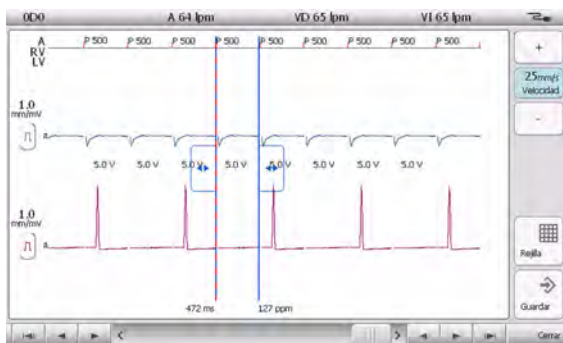 0D0 A 64 lpm VD 65 lpm VI 65 lpm
A P 500 P 500 P 500 P 500 P 500 P 500 P 500 P 500 P 500
RV
LV
+
25mm/s
Velocidad
-
1.0
mm/mV
5.0 V 5.0 V 5.0 V 5.0 V 5.0 V 5.0 V 5.0 V 5.0 V
1.0
mm/mV
Rejilla
Guardar
472 ms 127 ppm
Cerrar